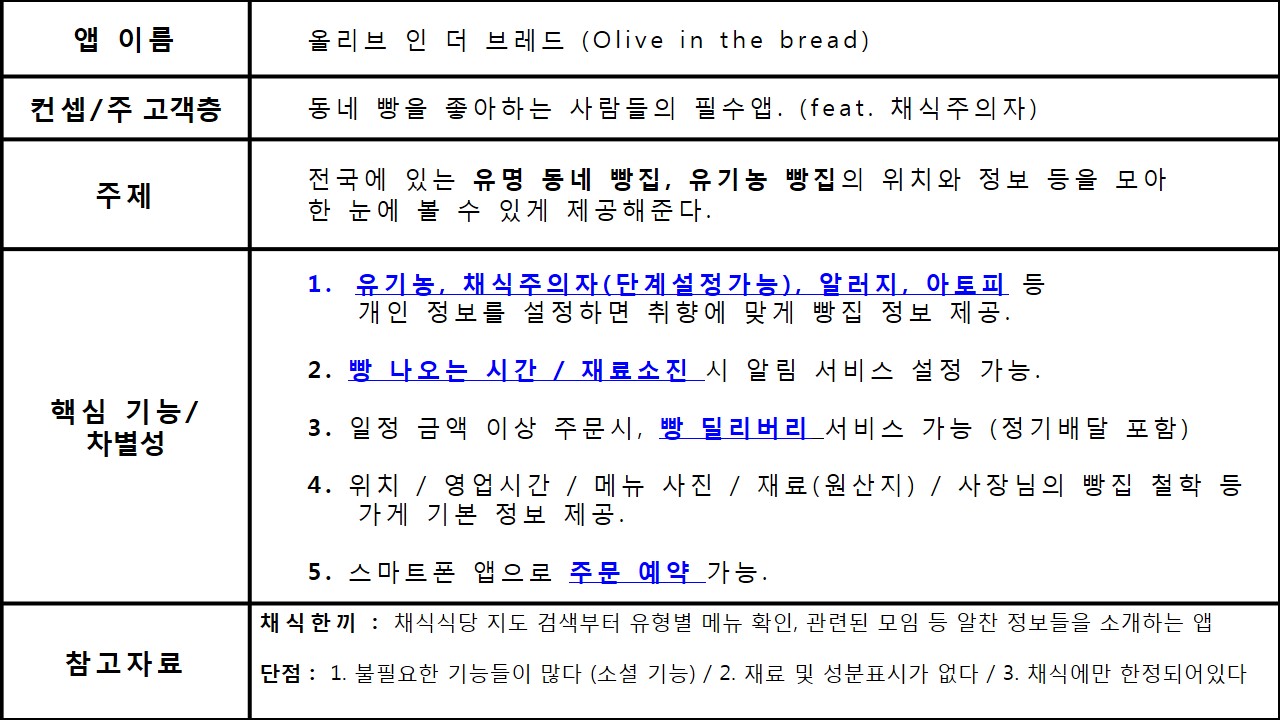 앱 이름
올리브 인 더 브레드 (Olive in the bread)
컨셉/주 고객층
동네 빵을 좋아하는 사람들의 필수앱. (feat. 채식주의자)
주제
전국에 있는 유명 동네 빵집, 유기농 빵집의 위치와 정보 등을 모아
한 눈에 볼 수 있게 제공해준다.
핵심 기능/
차별성
1. 유기농, 채식주의자(단계설정가능), 알러지, 아토피 등
개인 정보를 설정하면 취향에 맞게 빵집 정보 제공.
2. 빵 나오는 시간 / 재료소진 시 알림 서비스 설정 가능.
3. 일정 금액 이상 주문시, 빵 딜리버리 서비스 가능 (정기배달 포함)
4. 위치 / 영업시간 / 메뉴 사진 / 재료(원산지) / 사장님의 빵집 철학 등
가게 기본 정보 제공.
5. 스마트폰 앱으로 주문 예약 가능.
참고자료
채식한끼 : 채식식당 지도 검색부터 유형별 메뉴 확인, 관련된 모임 등 알찬 정보들을 소개하는 앱
단점 : 1. 불필요한 기능들이 많다 (소셜 기능) / 2. 재료 및 성분표시가 없다 / 3. 채식에만 한정되어있다